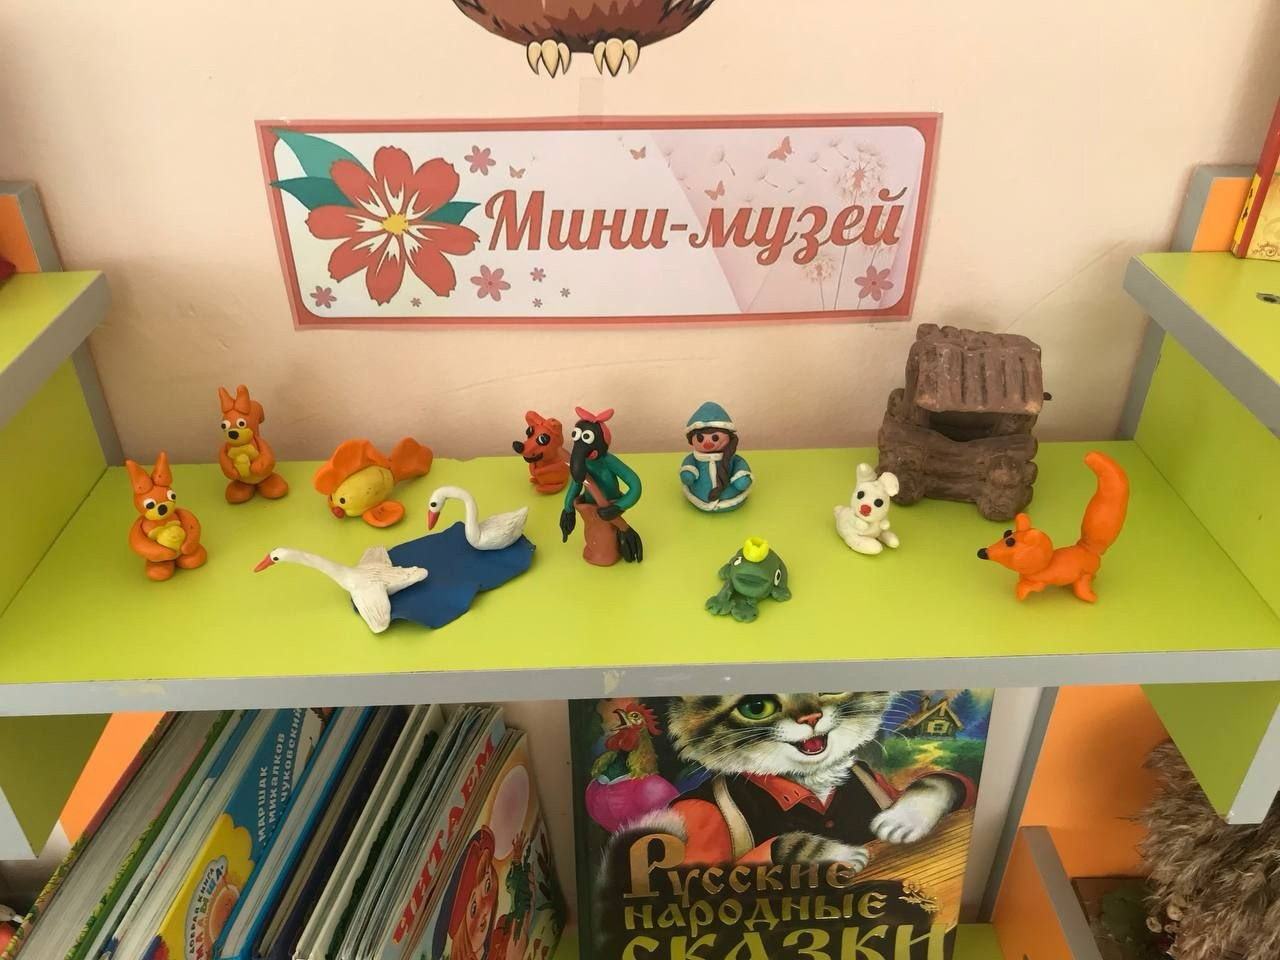 Мини-музей
МАРШАК
МИХАЛКОВ
ЧУКОВСКИЙ
ЧИТАЕМ
Русские
народные
сказки